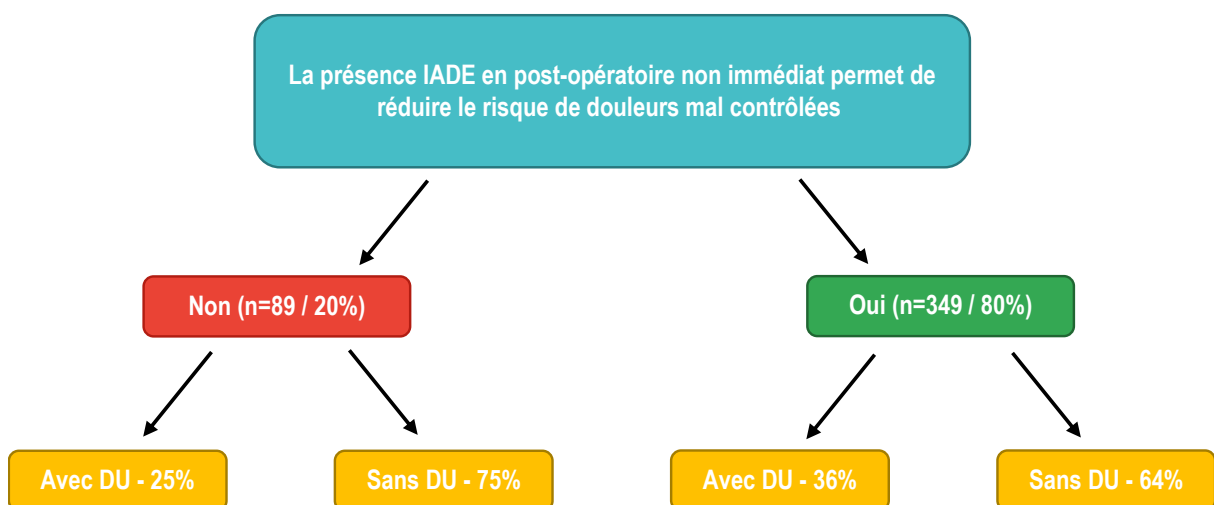 La présence IADE en post-opératoire non immédiat permet de
réduire le risque de douleurs mal contrôlées
Non (n=89 / 20%)
Oui (n=349 / 80%)
Avec DU - 25%
Sans DU - 75%
Avec DU - 36%
Sans DU - 64%